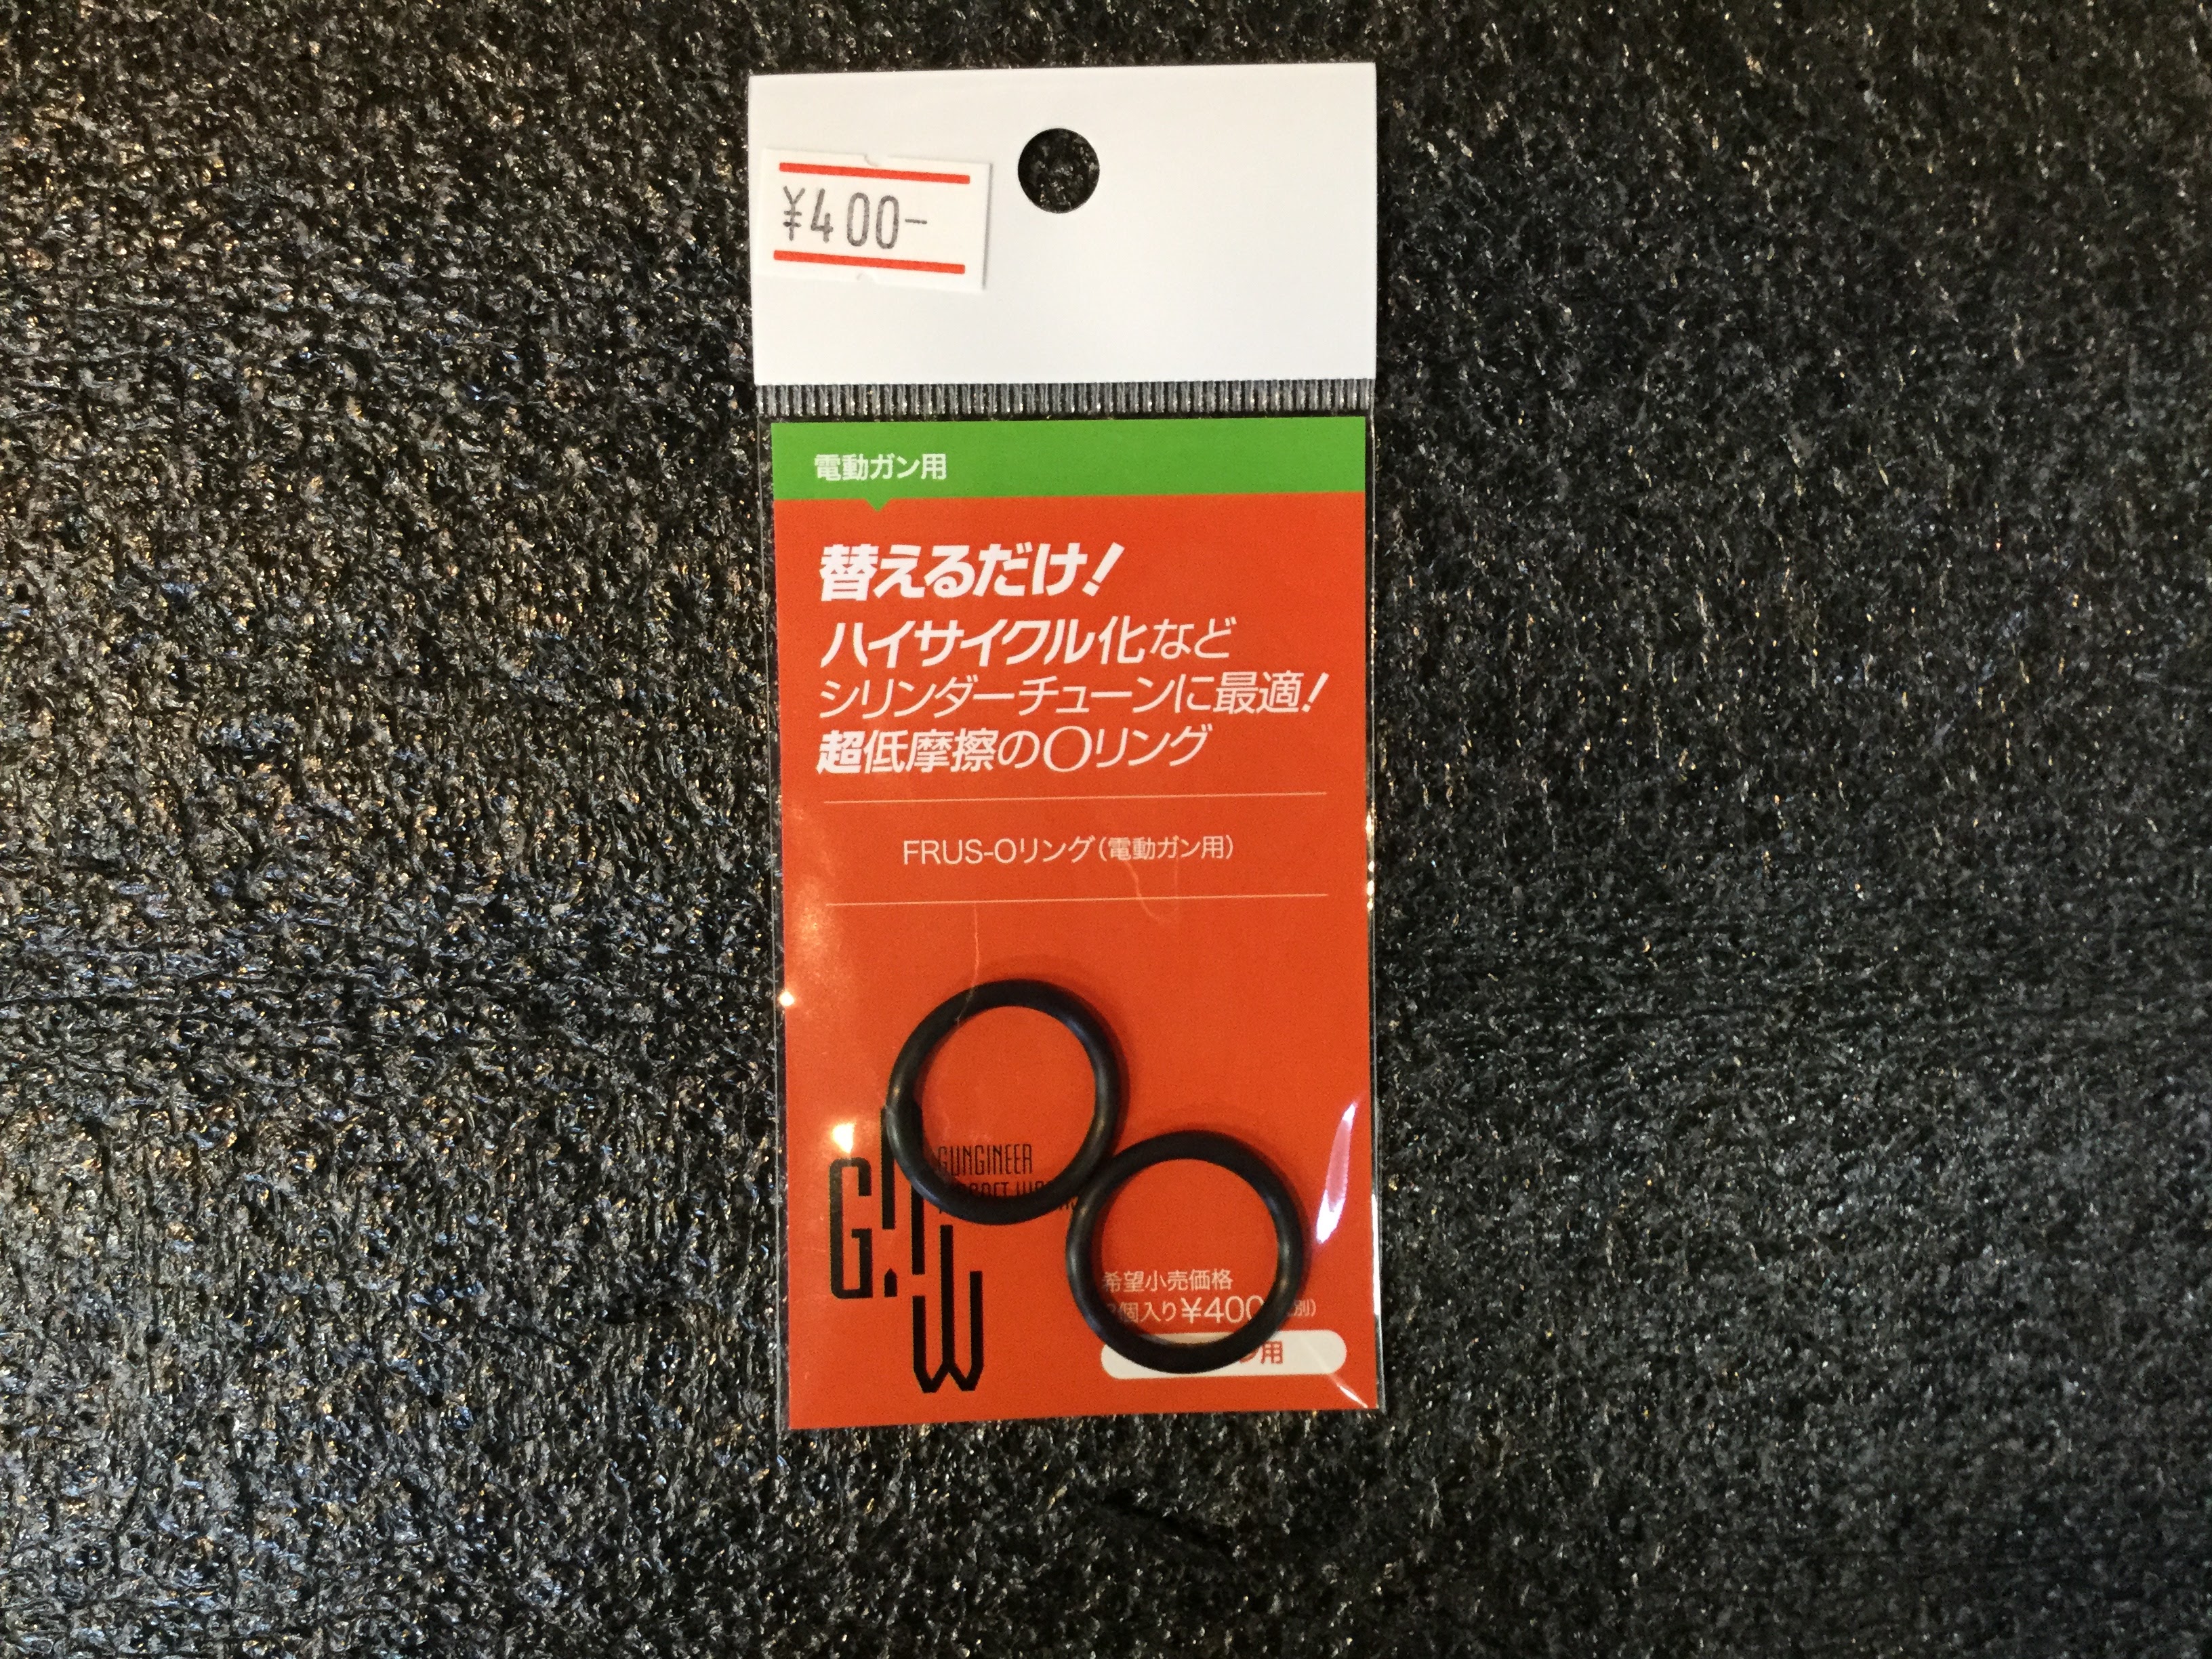 ¥400-
電動ガン用
替えるだけ!
ハイサイクル化など
シリンダーチューンに最適!
超低摩擦のOリング
FRUS-Oリング(電動ガン用)
GUNGINEER
G.
W
希望小売価格
個入り¥400 別)
用